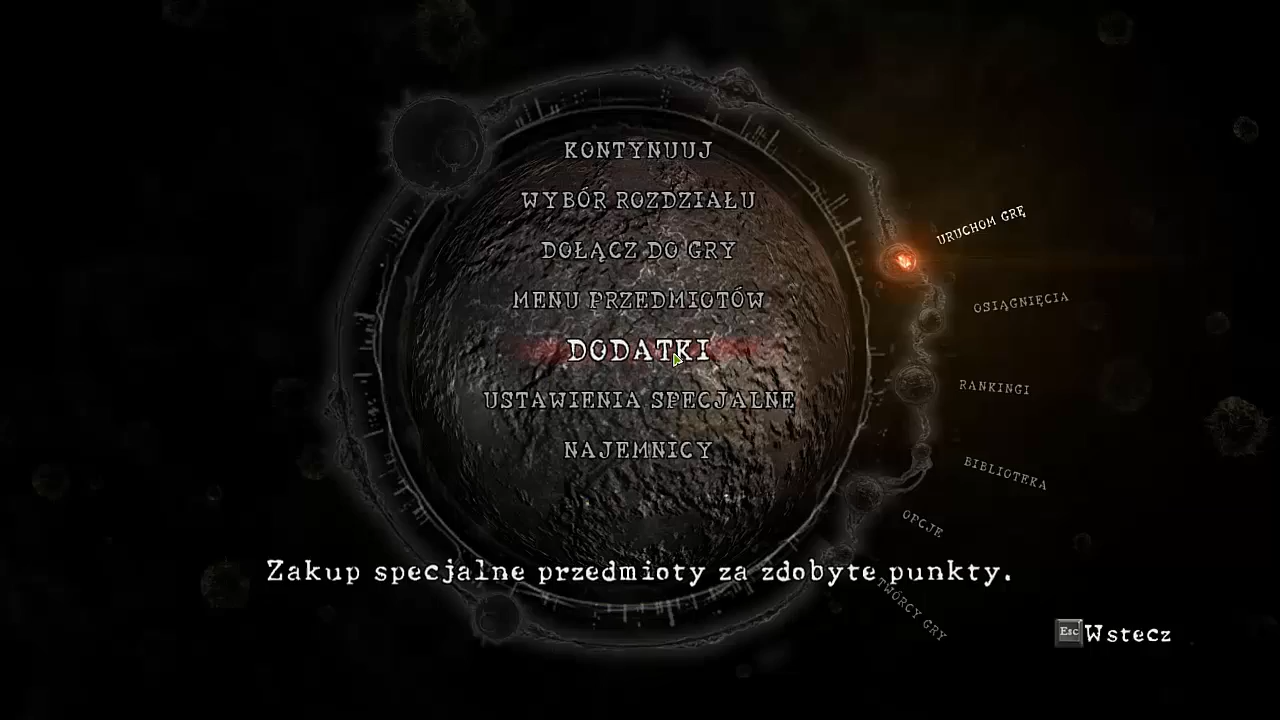 KONTYNUUJ
WYBÓR ROZDZIAŁU
DOŁĄCZ DO GRY
MENU PRZEDMIOTÓW
DODATKI
USTAWIENIA SPECJALNE
NAJEMNICY
URUCHOM GRĘ
OSIĄGNIĘCIA
RANKINGI
BIBLIOTEKA
OPCJE
TWÓRCY GRY
Zakup specjalne przedmioty za zdobyte punkty.
Esc Wstecz